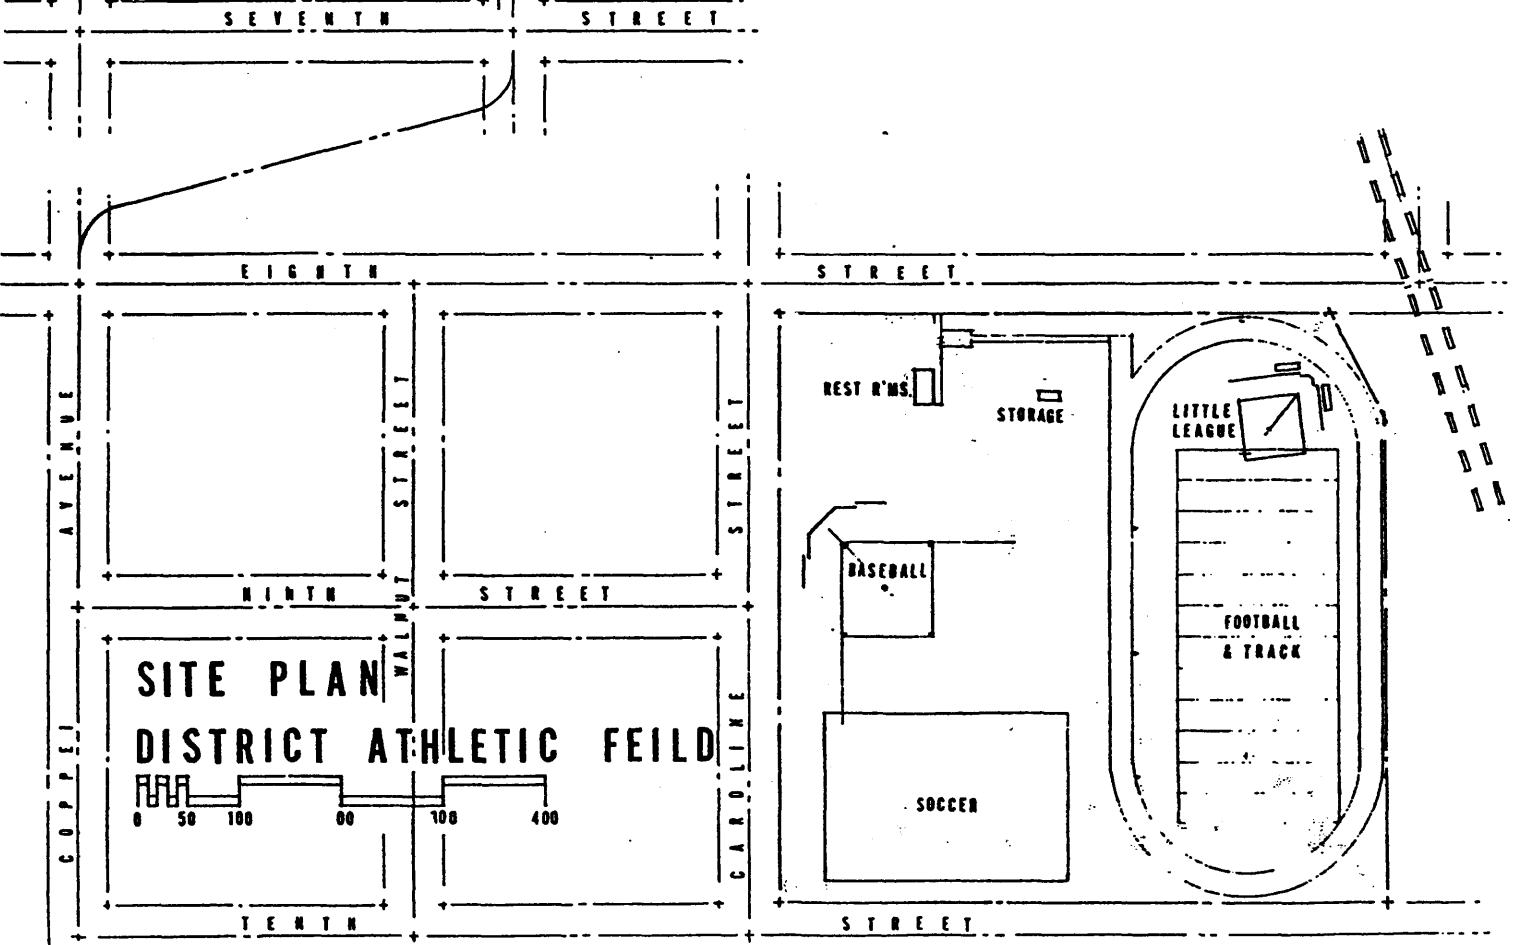 SEVENTH STREET
EIGHTH STREET
AVENUE
STREET
STREET
REST R'MS.
STORAGE
LITTLE
LEAGUE
BASEBALL
NINTH STREET
WALNUT
FOOTBALL
& TRACK
SITE PLAN
DISTRICT ATHLETIC FEILD
COPPEI
CAROLINE
0 50 100 00 100 400
SOCCER
TENTH STREET